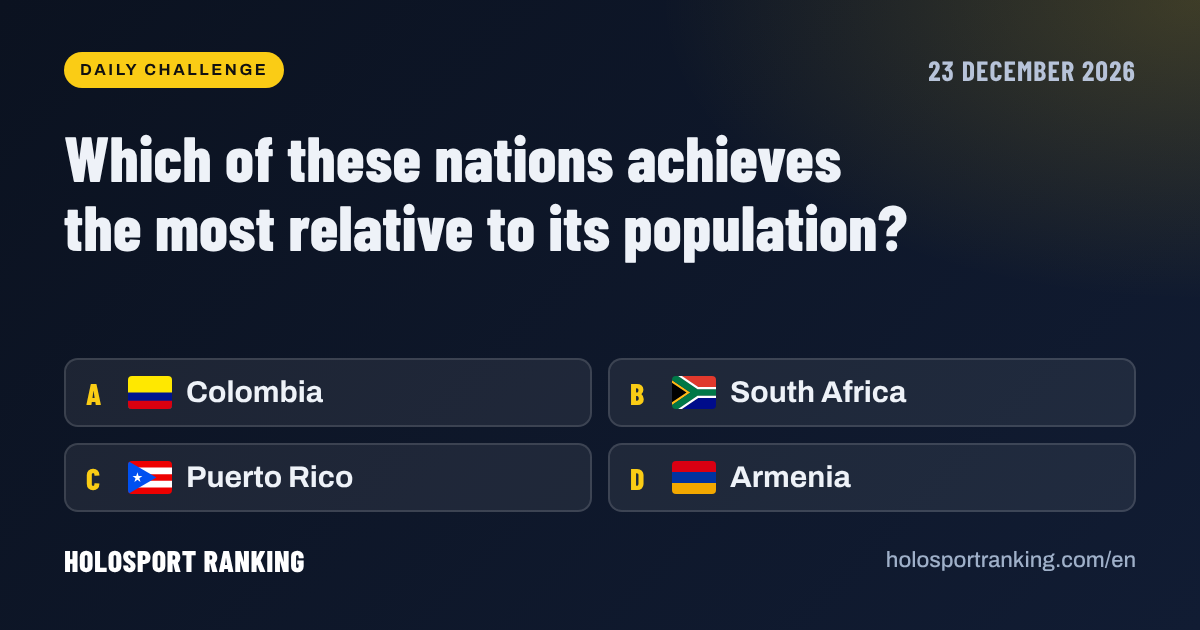 DAILY CHALLENGE
23 DECEMBER 2026
Which of these nations achieves
the most relative to its population?
A Colombia
B South Africa
C Puerto Rico
D Armenia
HOLOSPORT RANKING
holosportranking.com/en